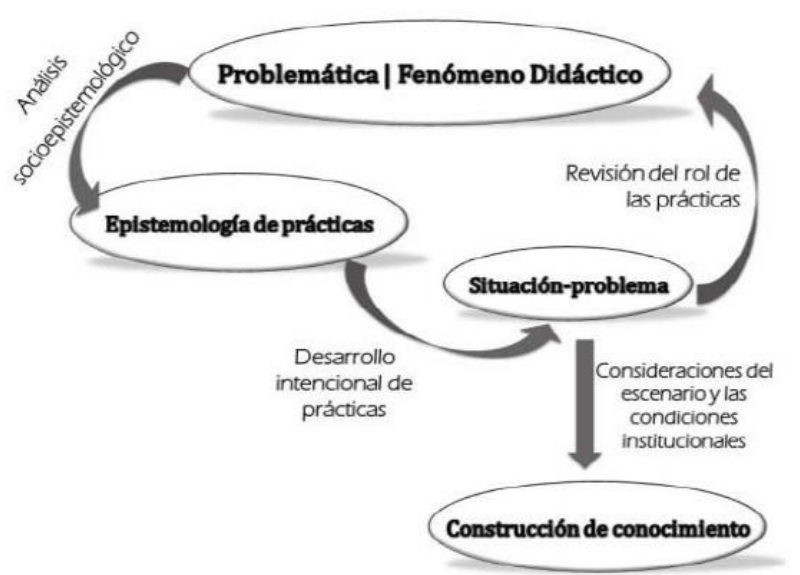 Problemática | Fenómeno Didáctico
Análisis
socioepistemológico
Revisión del rol de
las prácticas
Epistemología de prácticas
Situación-problema
Desarrollo
intencional de
prácticas
Consideraciones del
escenario y las
condiciones
institucionales
Construcción de conocimiento